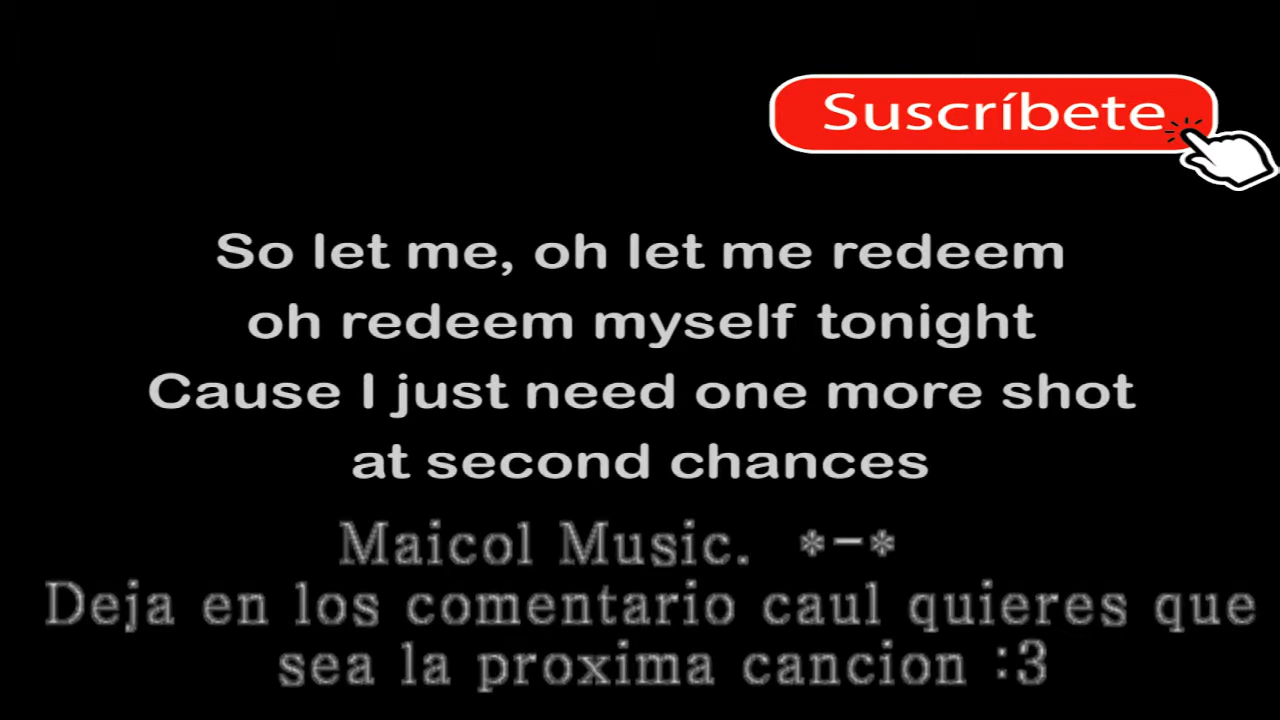 Suscríbete
So let me, oh let me redeem
oh redeem myself tonight
Cause I just need one more shot
at second chances
Maicol Music. *-*
Deja en los comentario caul quieres que
sea la proxima cancion :3